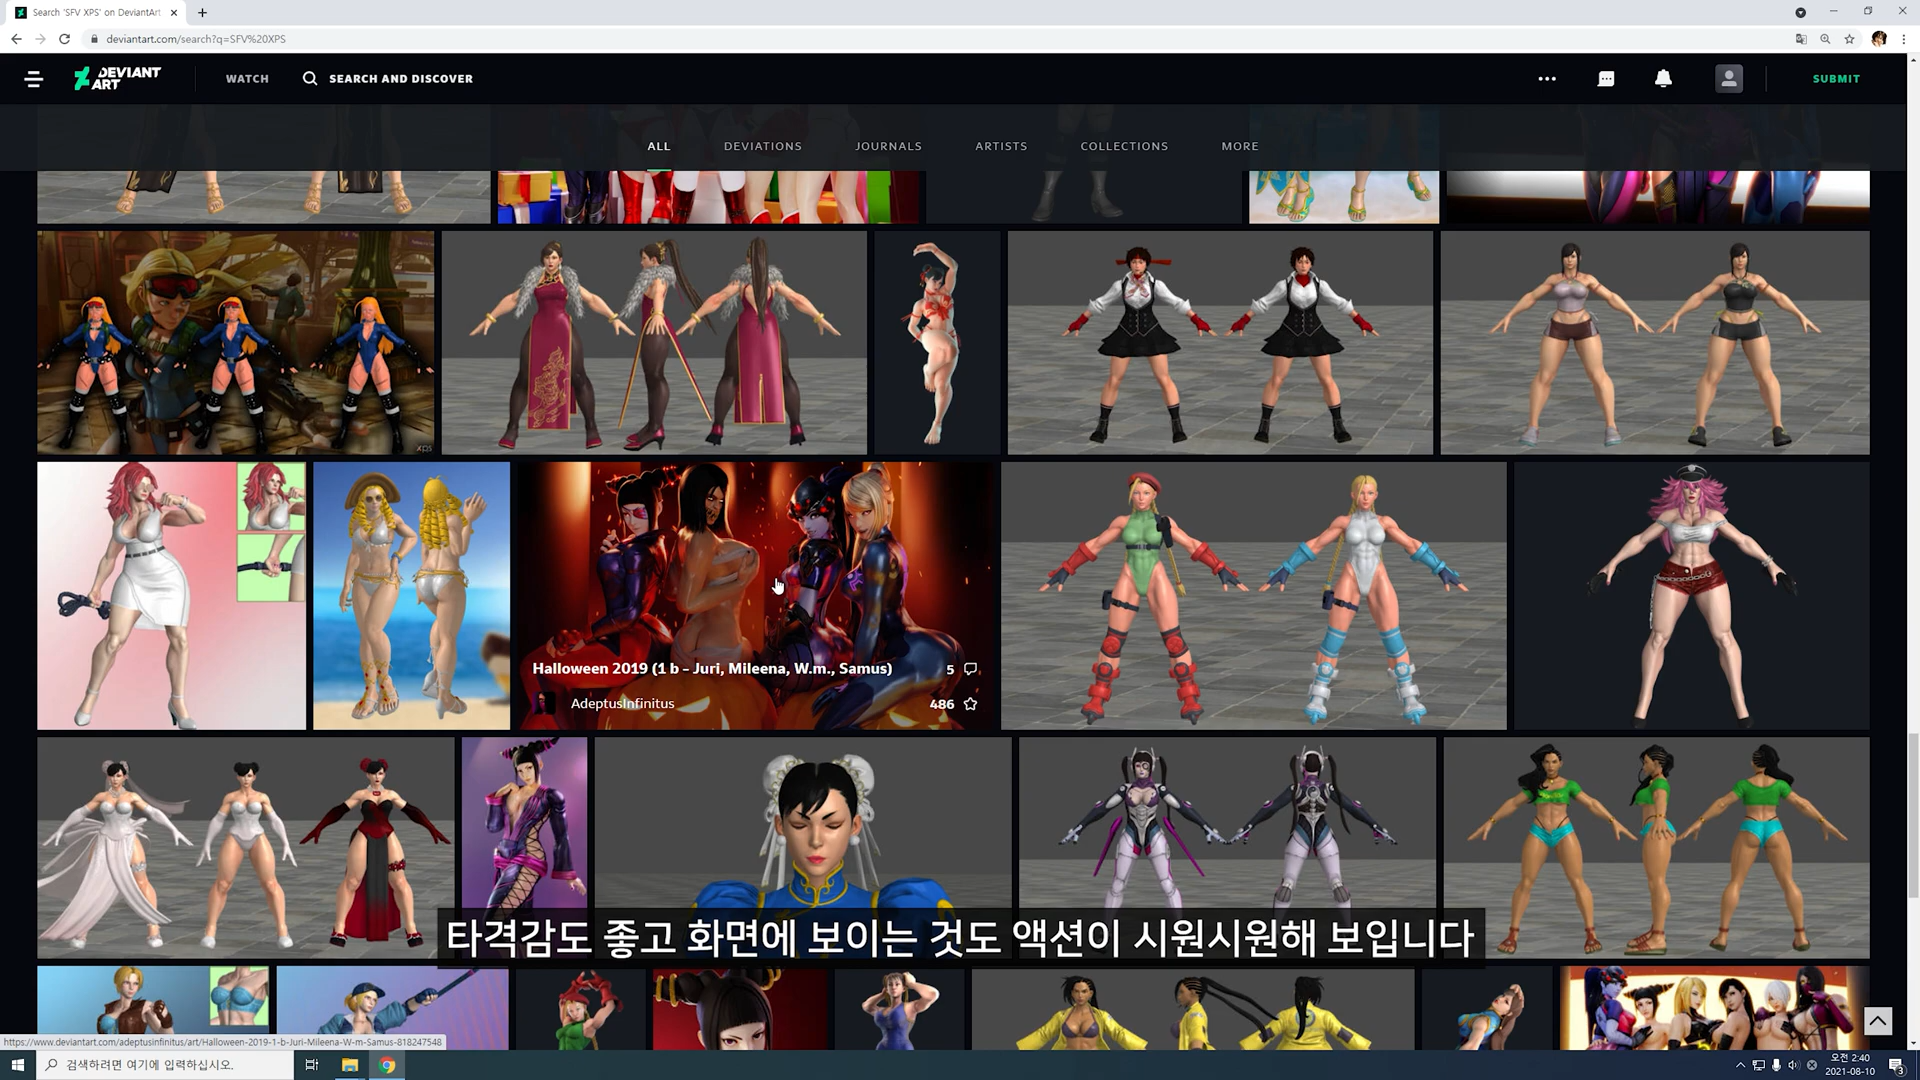 Search 'SFV XPS' on DeviantArt
deviantart.com/search?q=SFV%20XPS
DEVIANT ART
WATCH
SEARCH AND DISCOVER
SUBMIT
ALL
DEVIATIONS
JOURNALS
ARTISTS
COLLECTIONS
MORE
xps
Halloween 2019 (1 b - Juri, Mileena, W.m., Samus)
5
AdeptusInfinitus
486
타격감도 좋고 화면에 보이는 것도 액션이 시원시원해 보입니다
https://www.deviantart.com/adeptusinfinitus/art/Halloween-2019-1-b-Juri-Mileena-W-m-Samus-818247548
검색하려면 여기에 입력하십시오.
오전 2:40
2021-08-10
3